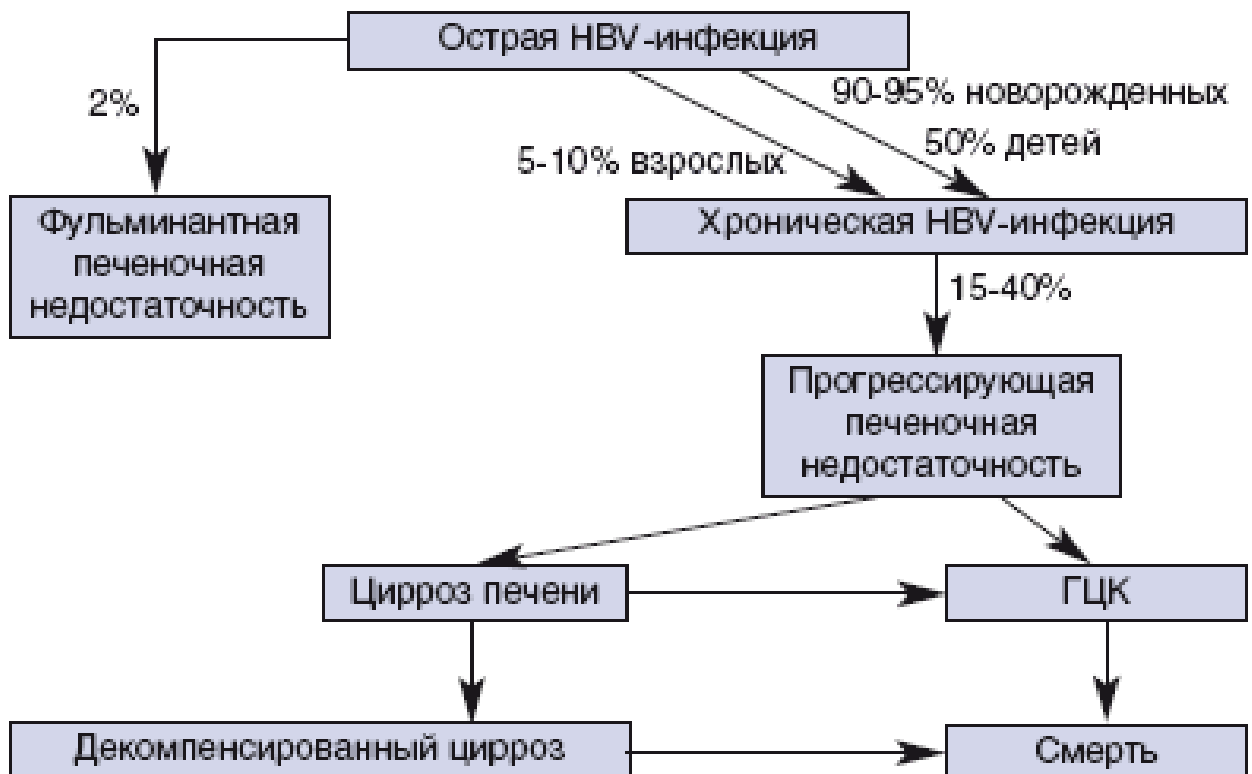 Острая HBV-инфекция
2%
90-95% новорожденных
50% детей
5-10% взрослых
Фульминантная
печеночная
недостаточность
Хроническая HBV-инфекция
15-40%
Прогрессирующая
печеночная
недостаточность
Цирроз печени
ГЦК
Декомпенсированный цирроз
Смерть